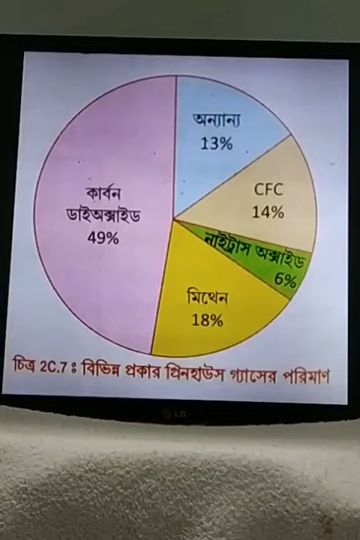 অন্যান্য
13%
CFC
14%
নাইট্রাস অক্সাইড
6%
মিথেন
18%
কার্বন
ডাইঅক্সাইড
49%
চিত্র 2C.7 : বিভিন্ন প্রকার গ্রিনহাউস গ্যাসের পরিমাণ
LG